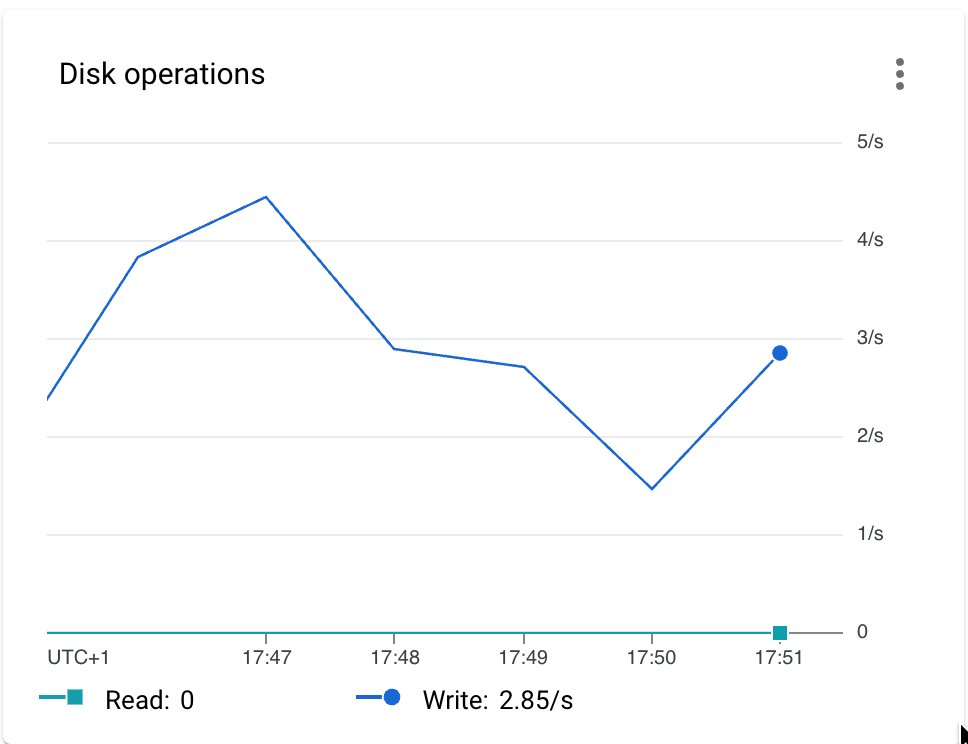 Disk operations
5/s
4/s
3/s
2/s
1/s
0
UTC+1 17:47 17:48 17:49 17:50 17:51
Read: 0 Write: 2.85/s